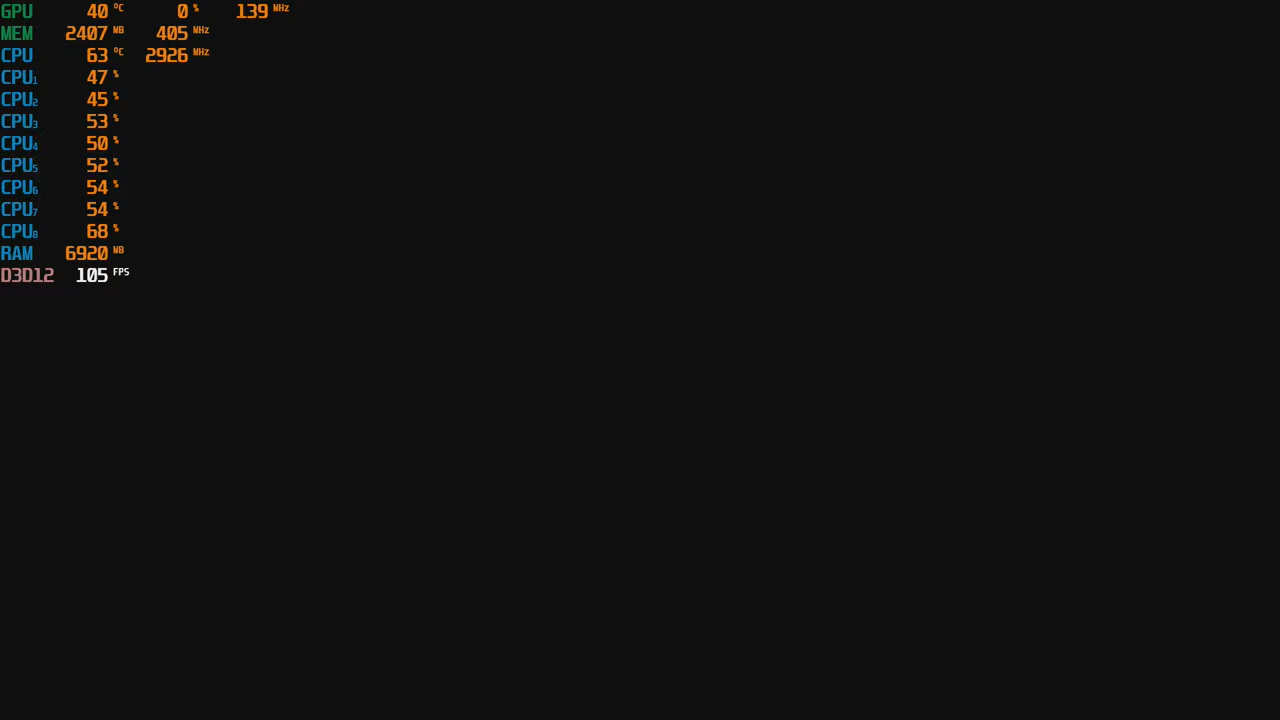 GPU 40 °C 0 % 139 MHz
MEM 2407 MB 405 MHz
CPU 63 °C 2926 MHz
CPU1 47 %
CPU2 45 %
CPU3 53 %
CPU4 50 %
CPU5 52 %
CPU6 54 %
CPU7 54 %
CPU8 68 %
RAM 6920 MB
D3D12 105 FPS